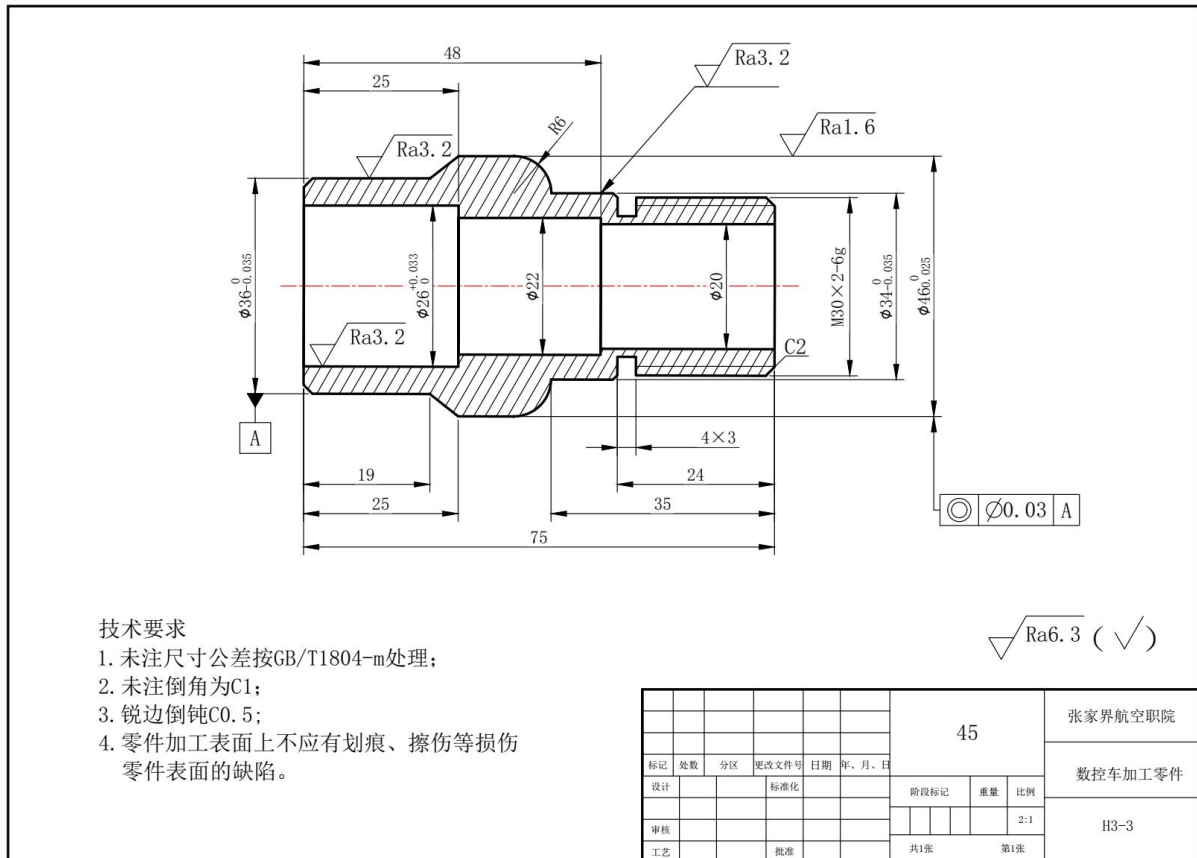 48
25
Ra3.2
Ra1.6
R6
Ra3.2
Φ36 0 -0.035
Φ26 +0.033 0
Φ22
Φ20
M30×2-6g
Φ34 0 -0.035
Φ46 0 0.025
Ra3.2
C2
A
4×3
19
24
25
35
75
◎ ∅0.03 A
技术要求
1.未注尺寸公差按GB/T1804-m处理;
2.未注倒角为C1;
3.锐边倒钝C0.5;
4.零件加工表面上不应有划痕、擦伤等损伤
零件表面的缺陷。
Ra6.3 (√)
45
张家界航空职院
标记 处数 分区 更改文件号 日期 年、月、日
数控车加工零件
设计 标准化
阶段标记 重量 比例
2:1
H3-3
审核
工艺 批准
共1张 第1张